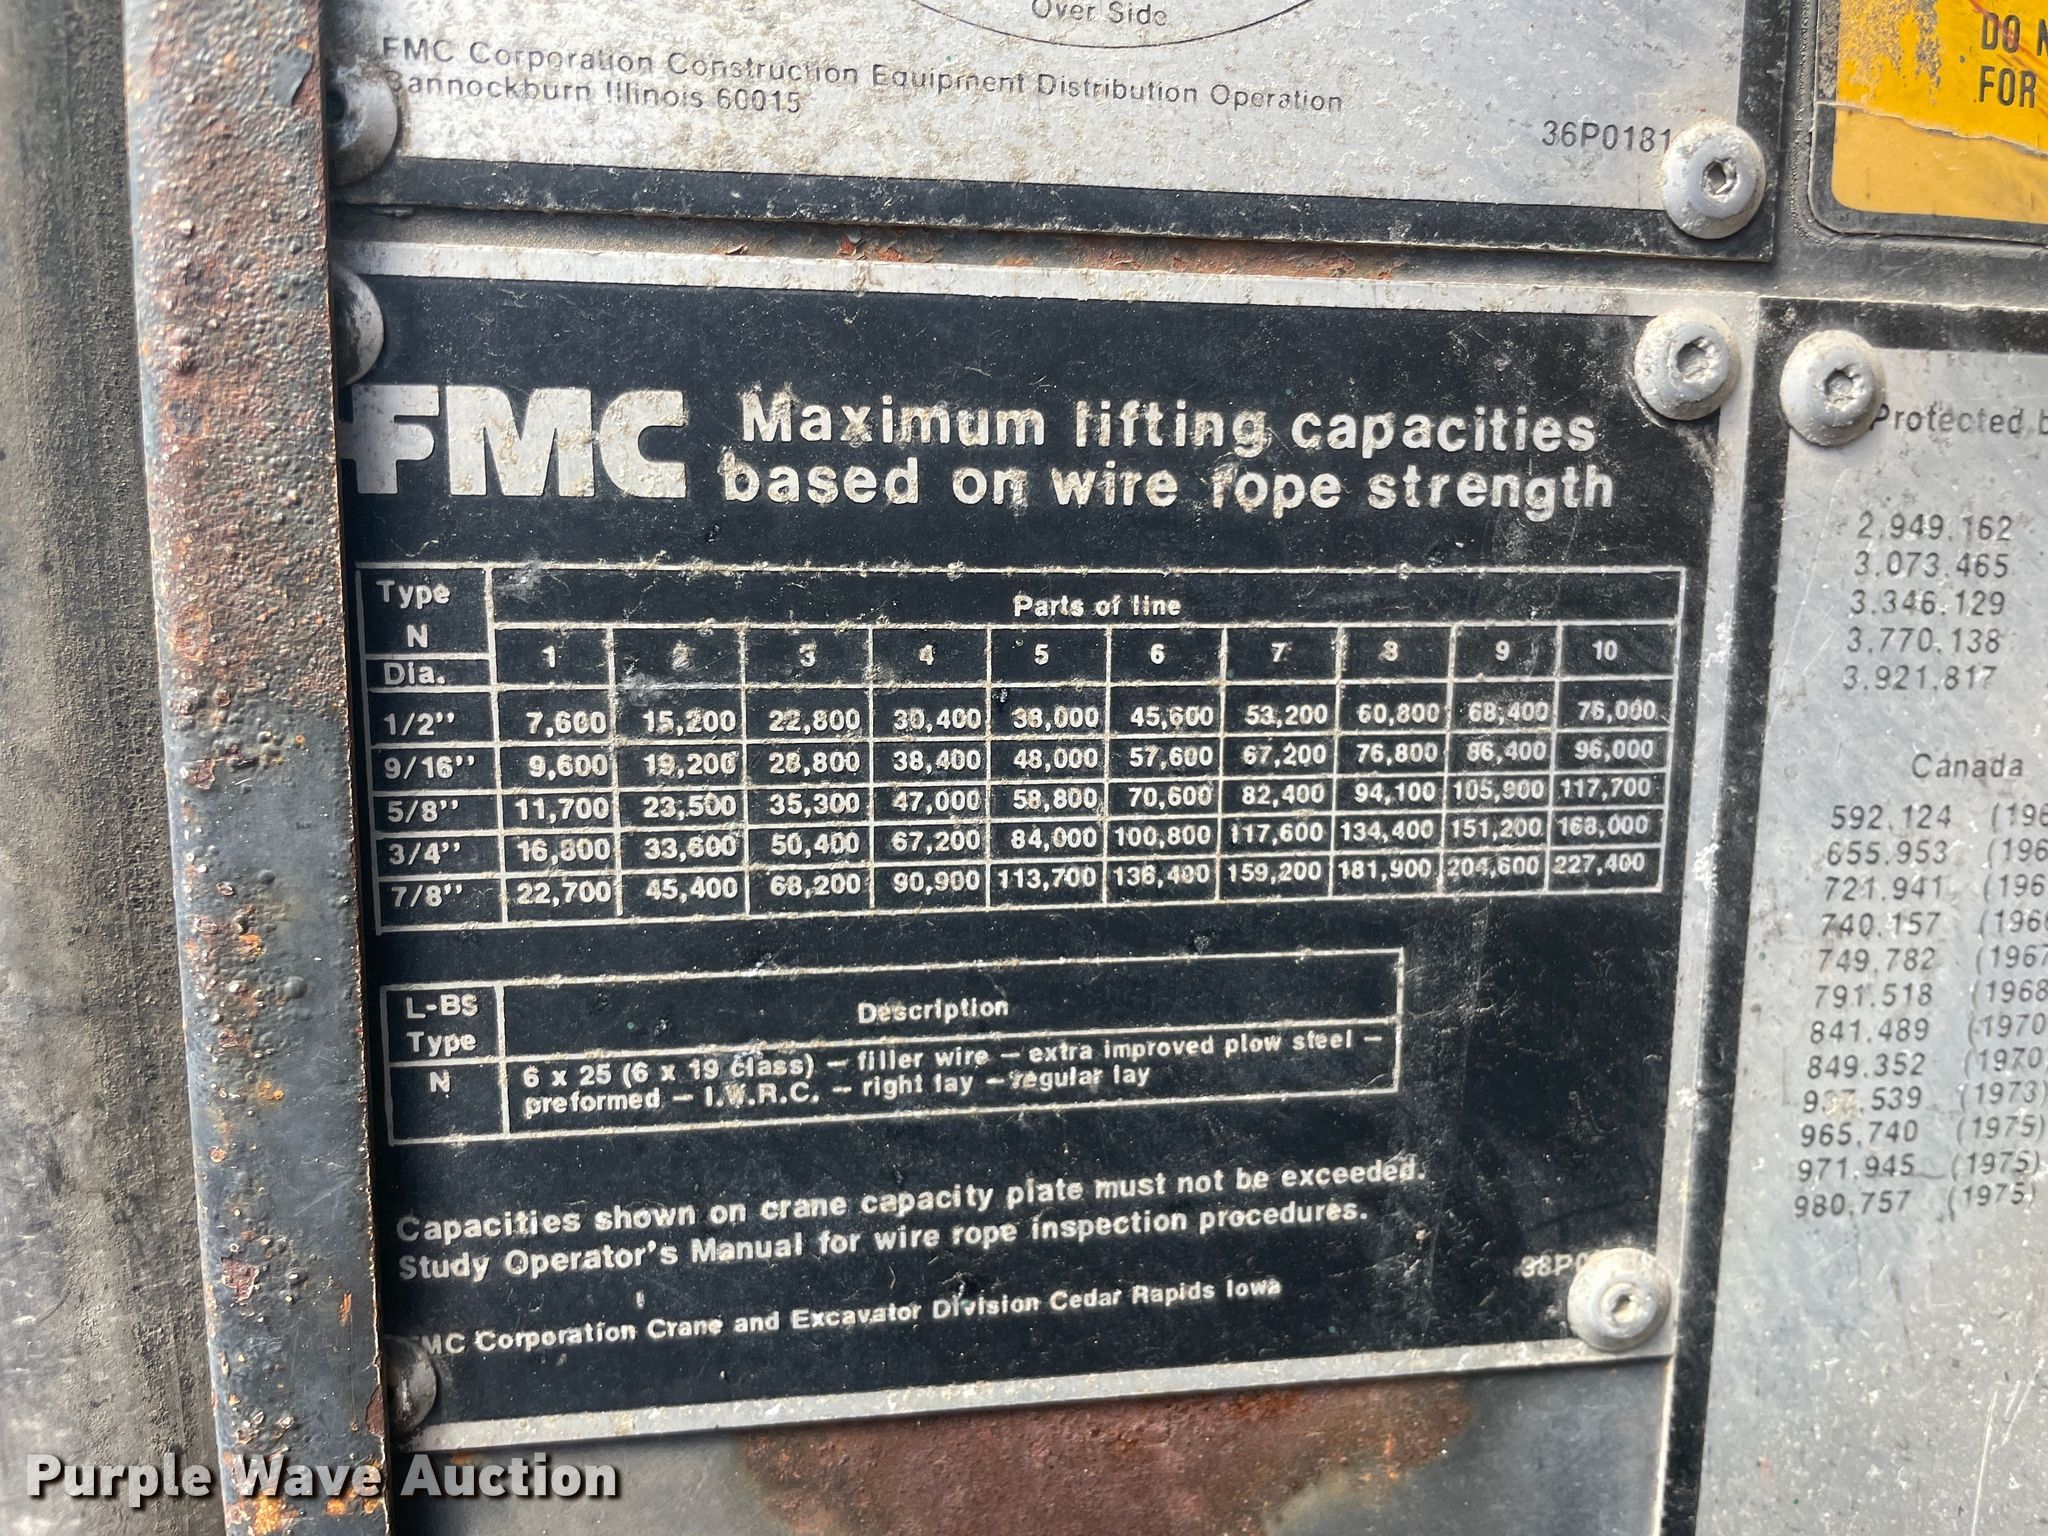 Over Side
FMC Corporation Construction Equipment Distribution Operation
Bannockburn Illinois 60015
36P0181
DO
FOR
FMC Maximum lifting capacities
based on wire rope strength
Type N Dia. Parts of line
1 2 3 4 5 6 7 8 9 10
1/2" 7,600 15,200 22,800 30,400 38,000 45,600 53,200 60,800 68,400 76,000
9/16" 9,600 19,200 28,800 38,400 48,000 57,600 67,200 76,800 86,400 96,000
5/8" 11,700 23,500 35,300 47,000 58,800 70,600 82,400 94,100 105,900 117,700
3/4" 16,800 33,600 50,400 67,200 84,000 100,800 117,600 134,400 151,200 168,000
7/8" 22,700 45,400 68,200 90,900 113,700 136,400 159,200 181,900 204,600 227,400
L-BS Type Description
N 6 x 25 (6 x 19 class) – filler wire – extra improved plow steel –
preformed – I.W.R.C. – right lay – regular lay
Capacities shown on crane capacity plate must not be exceeded.
Study Operator's Manual for wire rope inspection procedures.
FMC Corporation Crane and Excavator Division Cedar Rapids Iowa
Protected
2.949.162
3.073.465
3.346.129
3.770.138
3.921.817
Canada
592.124
655.953
721.941
740.157
749.782 (1967
791.518 (1968
841.489 (1970
849.352 (1970)
(1973)
965.740 (1975)
971.945 (1975)
980.757 (1975)
Purple Wave Auction